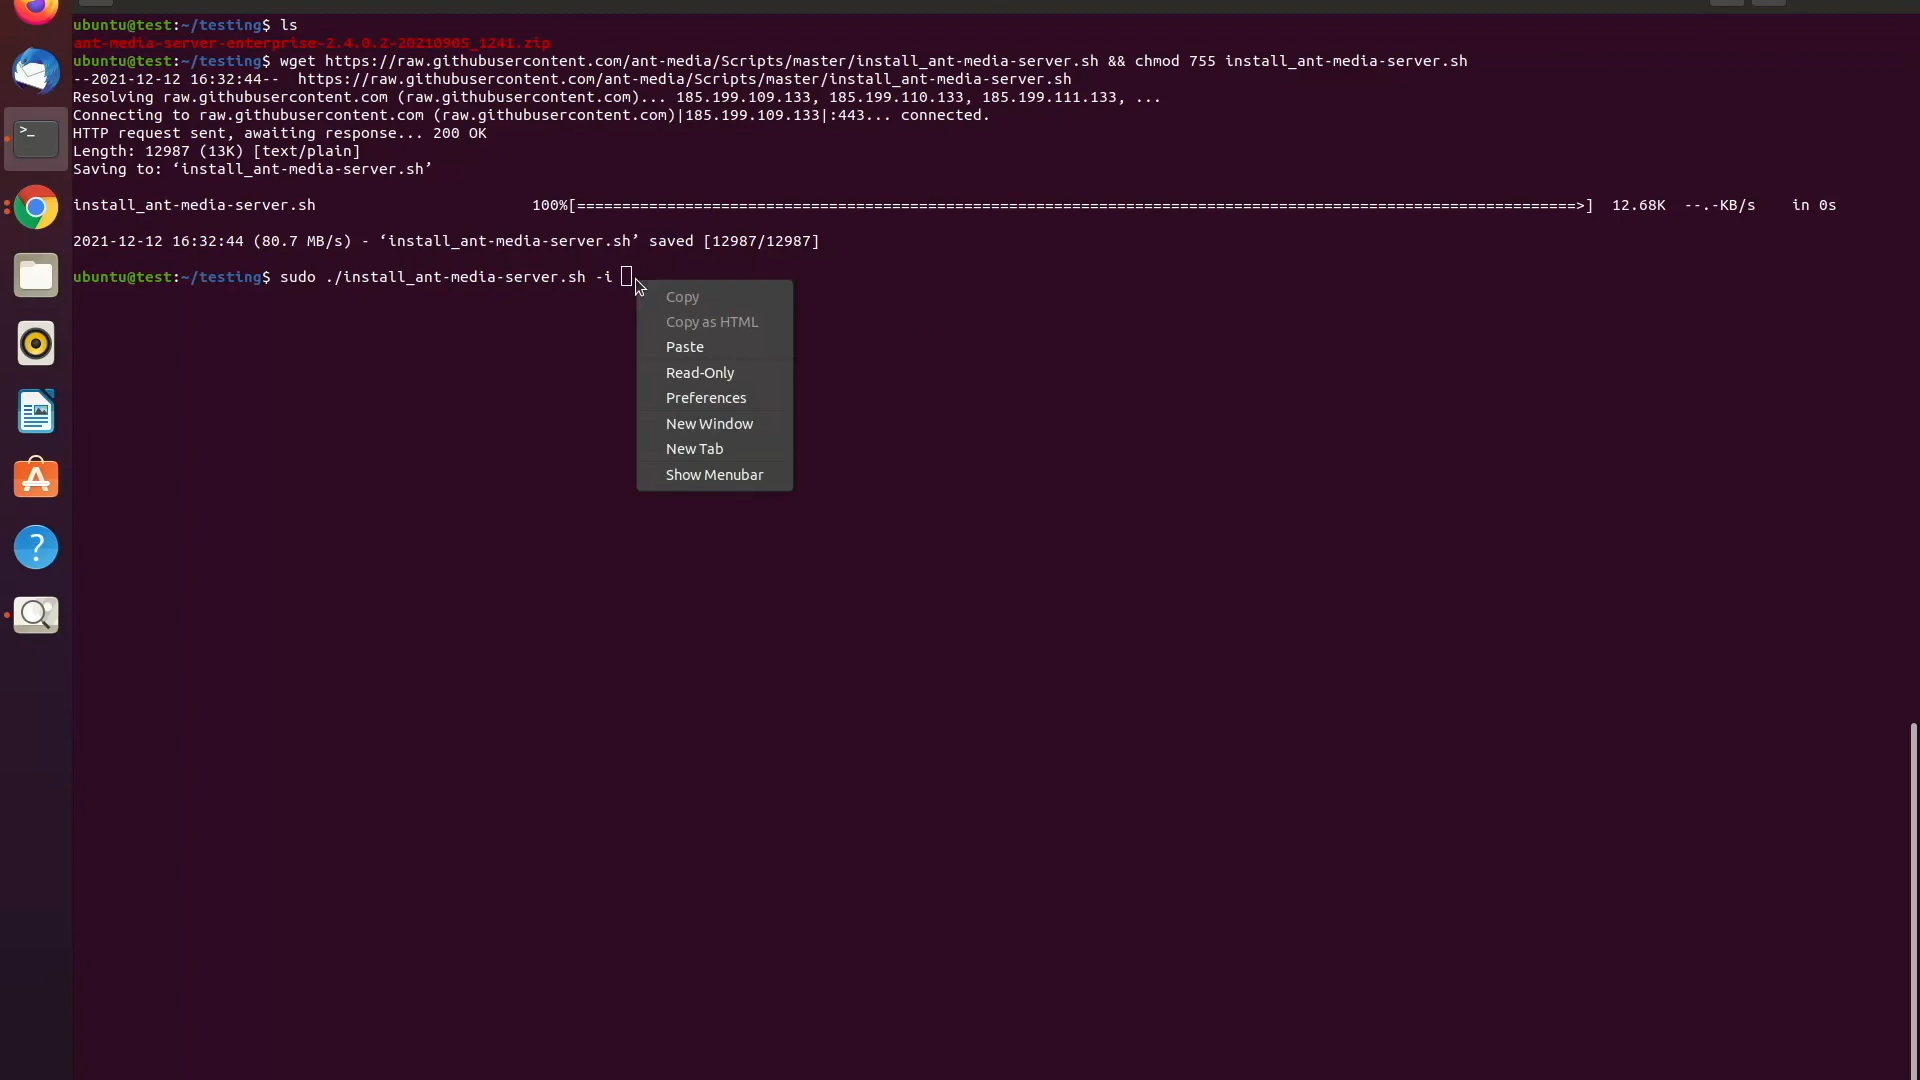 ubuntu@test:~/testing$ ls
ant-media-server-enterprise-2.4.0.2-20210905_1241.zip
ubuntu@test:~/testing$ wget https://raw.githubusercontent.com/ant-media/Scripts/master/install_ant-media-server.sh && chmod 755 install_ant-media-server.sh
--2021-12-12 16:32:44--  https://raw.githubusercontent.com/ant-media/Scripts/master/install_ant-media-server.sh
Resolving raw.githubusercontent.com (raw.githubusercontent.com)... 185.199.109.133, 185.199.110.133, 185.199.111.133, ...
Connecting to raw.githubusercontent.com (raw.githubusercontent.com)|185.199.109.133|:443... connected.
HTTP request sent, awaiting response... 200 OK
Length: 12987 (13K) [text/plain]
Saving to: ‘install_ant-media-server.sh’
install_ant-media-server.sh 100%[===============================================================================================================>] 12.68K --.-KB/s in 0s
2021-12-12 16:32:44 (80.7 MB/s) - ‘install_ant-media-server.sh’ saved [12987/12987]
ubuntu@test:~/testing$ sudo ./install_ant-media-server.sh -i
Copy
Copy as HTML
Paste
Read-Only
Preferences
New Window
New Tab
Show Menubar